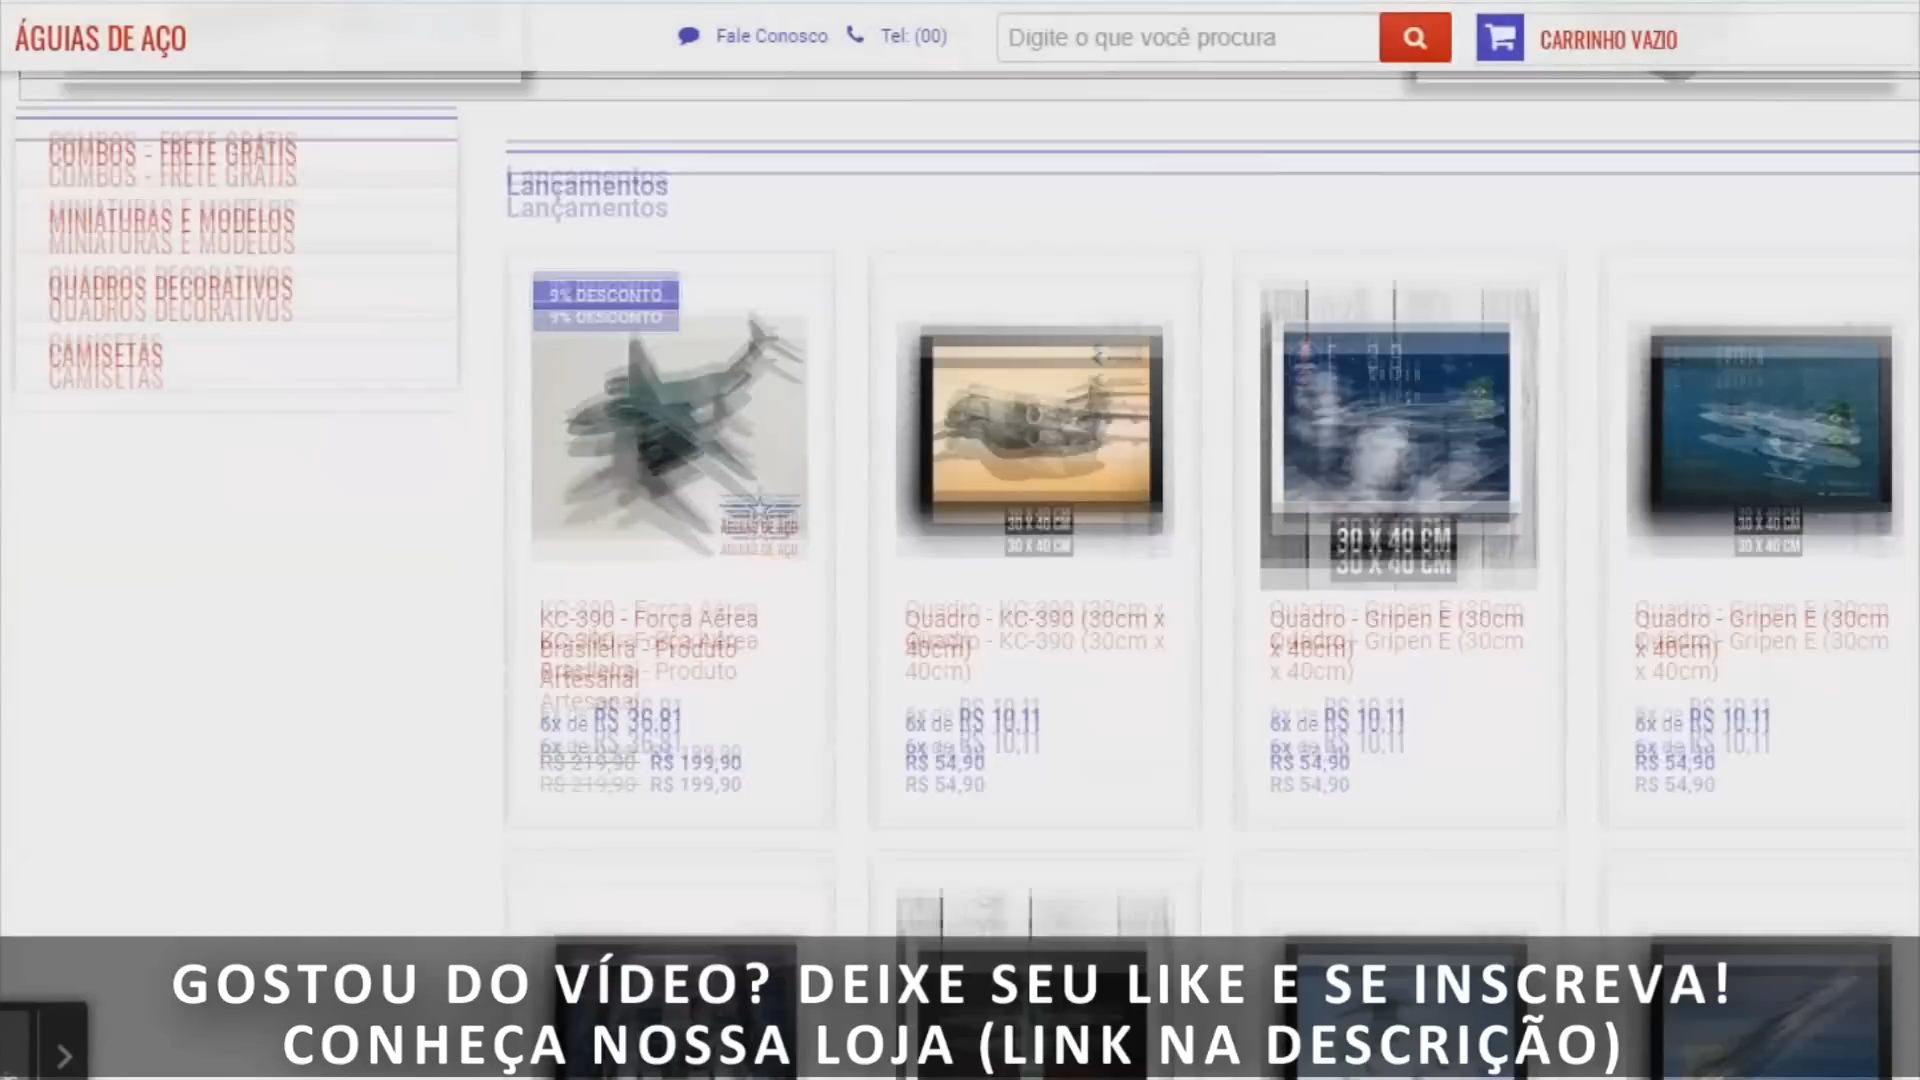 ÁGUIAS DE AÇO
Fale Conosco
Tel: (00)
Digite o que você procura
CARRINHO VAZIO
COMBOS - FRETE GRÁTIS
MINIATURAS E MODELOS
QUADROS DECORATIVOS
CAMISETAS
Lançamentos
9% DESCONTO
ÁGUIAS DE AÇO
30 X 40 CM
30 X 40 CM
30 X 40 CM
KC-390 - Força Aérea
Brasileira - Produto
Artesanal
6x de R$ 36,81
R$ 219,90 R$ 199,90
Quadro - KC-390 (30cm x
40cm)
6x de R$ 10,11
R$ 54,90
Quadro - Gripen E (30cm
x 40cm)
6x de R$ 10,11
R$ 54,90
Quadro - Gripen E (30cm
x 40cm)
6x de R$ 10,11
R$ 54,90
GOSTOU DO VÍDEO? DEIXE SEU LIKE E SE INSCREVA!
CONHEÇA NOSSA LOJA (LINK NA DESCRIÇÃO)